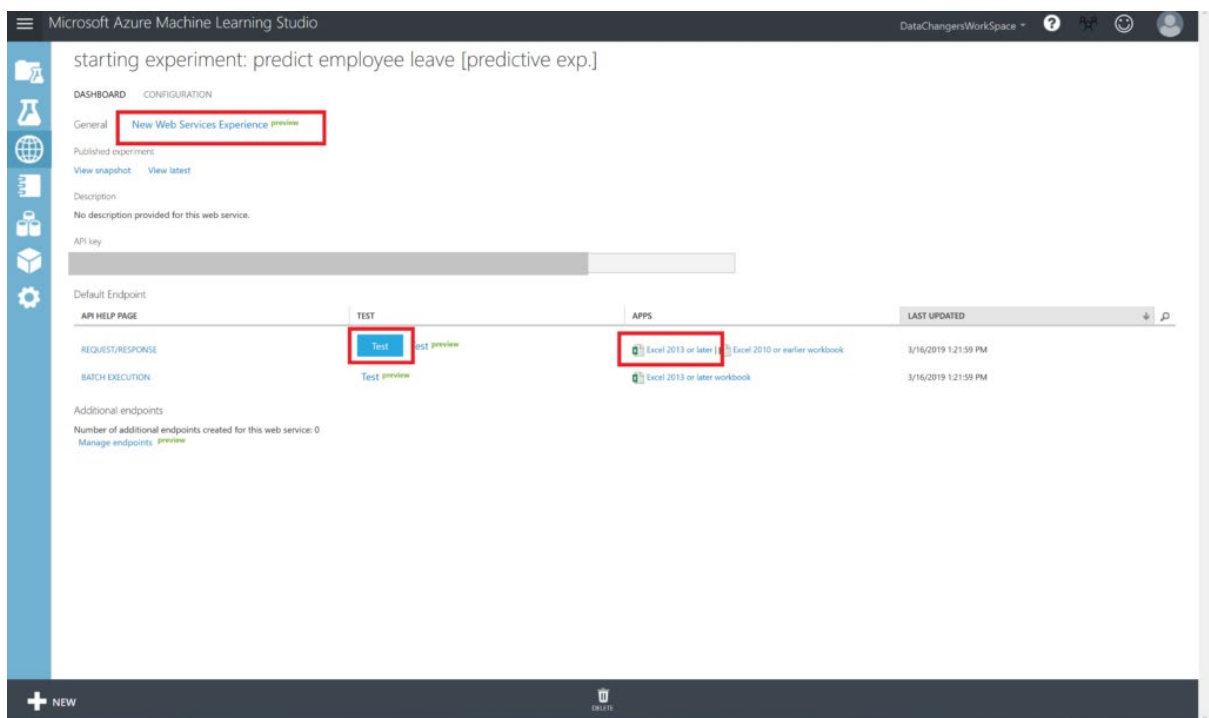 Microsoft Azure Machine Learning Studio
DataChangersWorkSpace
?
starting experiment: predict employee leave [predictive exp.]
DASHBOARD CONFIGURATION
General New Web Services Experience preview
Published experiment
View snapshot View latest
Description
No description provided for this web service.
API key
Default Endpoint
API HELP PAGE TEST APPS LAST UPDATED
REQUEST/RESPONSE Test est preview Excel 2013 or later | Excel 2010 or earlier workbook 3/16/2019 1:21:59 PM
BATCH EXECUTION Test preview Excel 2013 or later workbook 3/16/2019 1:21:59 PM
Additional endpoints
Number of additional endpoints created for this web service: 0
Manage endpoints preview
NEW
DELETE